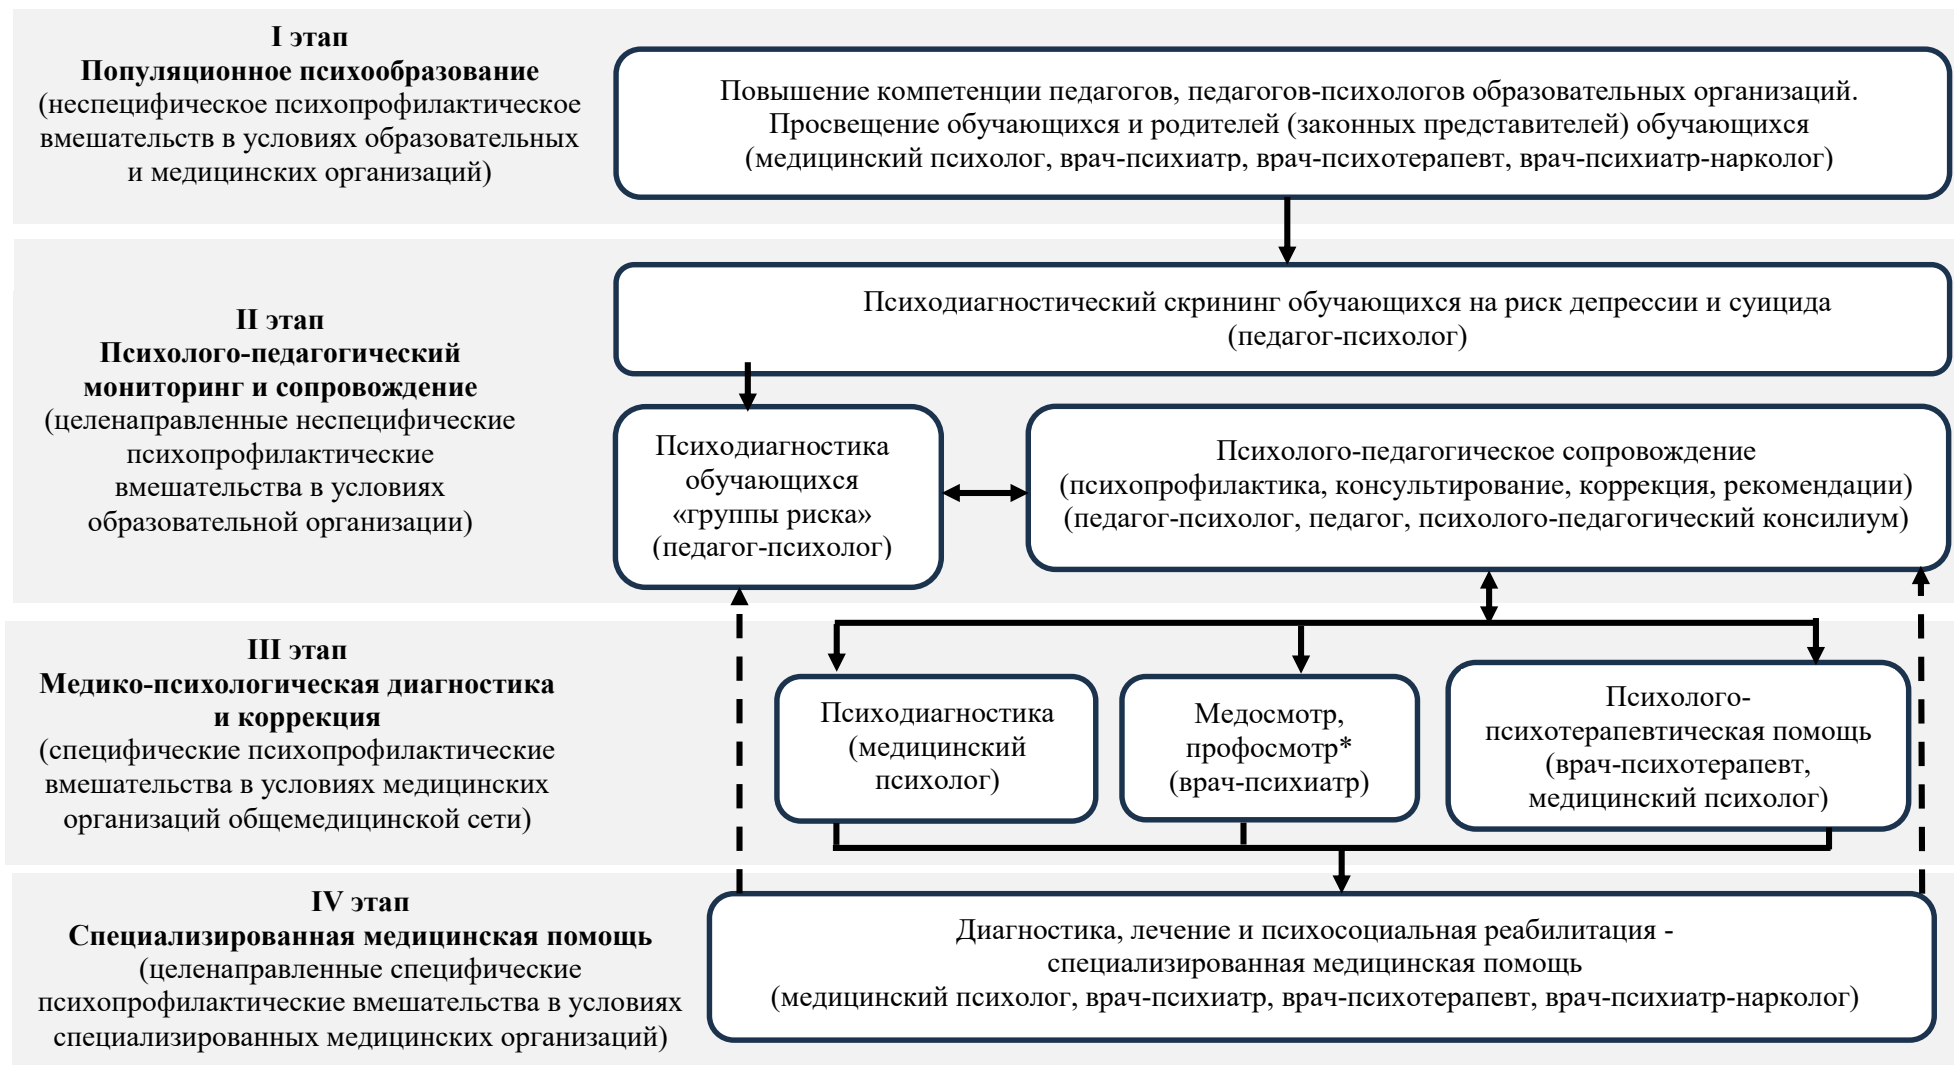 I этап
Популяционное психообразование
(неспецифическое психопрофилактическое
вмешательств в условиях образовательных
и медицинских организаций)
Повышение компетенции педагогов, педагогов-психологов образовательных организаций.
Просвещение обучающихся и родителей (законных представителей) обучающихся
(медицинский психолог, врач-психиатр, врач-психотерапевт, врач-психиатр-нарколог)
II этап
Психолого-педагогический
мониторинг и сопровождение
(целенаправленные неспецифические
психопрофилактические
вмешательства в условиях
образовательной организации)
Психодиагностический скрининг обучающихся на риск депрессии и суицида
(педагог-психолог)
Психодиагностика
обучающихся
«группы риска»
(педагог-психолог)
Психолого-педагогическое сопровождение
(психопрофилактика, консультирование, коррекция, рекомендации)
(педагог-психолог, педагог, психолого-педагогический консилиум)
III этап
Медико-психологическая диагностика
и коррекция
(специфические психопрофилактические
вмешательства в условиях медицинских
организаций общемедицинской сети)
Психодиагностика
(медицинский
психолог)
Медосмотр,
профосмотр*
(врач-психиатр)
Психолого-
психотерапевтическая помощь
(врач-психотерапевт,
медицинский психолог)
IV этап
Специализированная медицинская помощь
(целенаправленные специфические
психопрофилактические вмешательства в условиях
специализированных медицинских организаций)
Диагностика, лечение и психосоциальная реабилитация -
специализированная медицинская помощь
(медицинский психолог, врач-психиатр, врач-психотерапевт, врач-психиатр-нарколог)